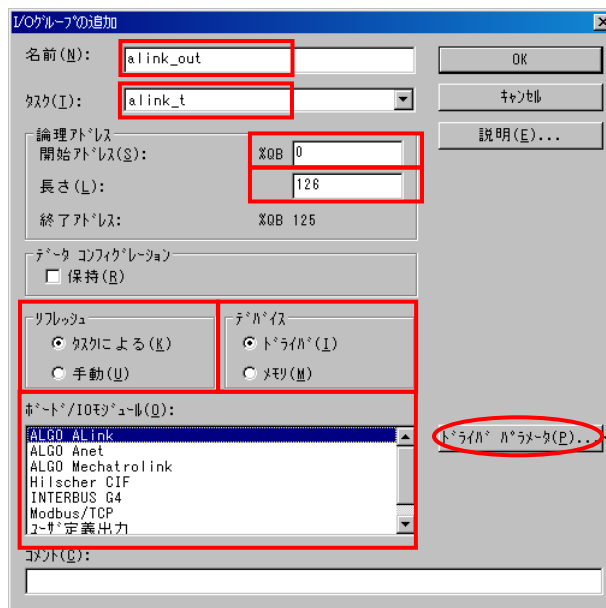 I/Oグループの追加
名前(N): alink_out
OK
タスク(T): alink_t
キャンセル
論理アドレス
説明(E)...
開始アドレス(S): %QB 0
長さ(L): 126
終了アドレス: %QB 125
データ コンフィグレーション
保持(R)
リフレッシュ
デバイス
タスクによる(K)
ドライバ(I)
手動(U)
メモリ(M)
ボード/IOモジュール(O):
ALGO ALink
ドライバ パラメータ(P)...
ALGO Anet
ALGO Mechatrolink
Hilscher CIF
INTERBUS G4
Modbus/TCP
ユーザ定義出力
コメント(C):